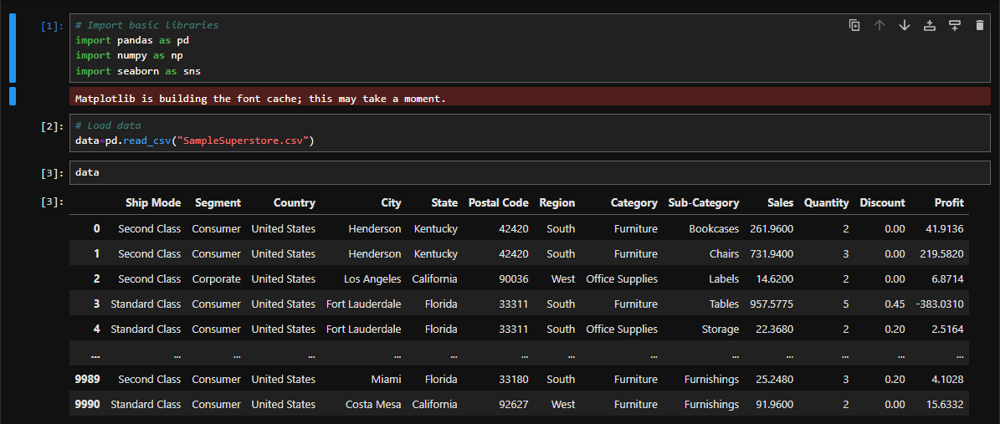 [1]: # Import basic libraries
import pandas as pd
import numpy as np
import seaborn as sns
Matplotlib is building the font cache; this may take a moment.
[2]: # Load data
data=pd.read_csv("SampleSuperstore.csv")
[3]: data
[3]: Ship Mode Segment Country City State Postal Code Region Category Sub-Category Sales Quantity Discount Profit
0 Second Class Consumer United States Henderson Kentucky 42420 South Furniture Bookcases 261.9600 2 0.00 41.9136
1 Second Class Consumer United States Henderson Kentucky 42420 South Furniture Chairs 731.9400 3 0.00 219.5820
2 Second Class Corporate United States Los Angeles California 90036 West Office Supplies Labels 14.6200 2 0.00 6.8714
3 Standard Class Consumer United States Fort Lauderdale Florida 33311 South Furniture Tables 957.5775 5 0.45 -383.0310
4 Standard Class Consumer United States Fort Lauderdale Florida 33311 South Office Supplies Storage 22.3680 2 0.20 2.5164
... ... ... ... ... ... ... ... ... ... ... ... ... ...
9989 Second Class Consumer United States Miami Florida 33180 South Furniture Furnishings 25.2480 3 0.20 4.1028
9990 Standard Class Consumer United States Costa Mesa California 92627 West Furniture Furnishings 91.9600 2 0.00 15.6332